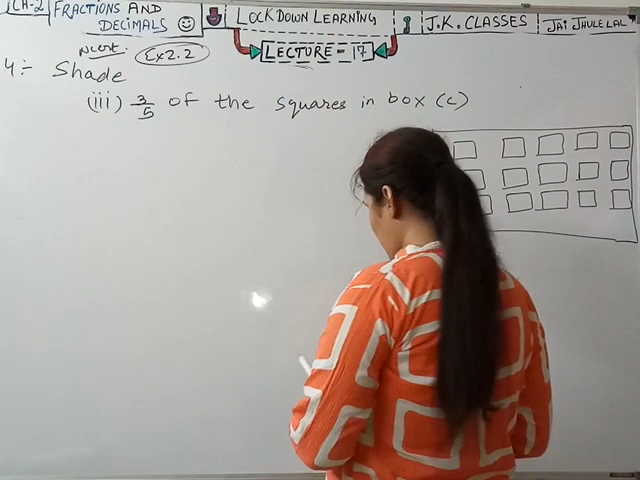 CH-2
FRACTIONS AND
DECIMALS
LOCKDOWN LEARNING
LECTURE - 17
J.K. CLASSES
JAI JHULELAL
NCERT
Ex 2.2
4:- Shade
(iii) 3/5 of the squares in box (c)